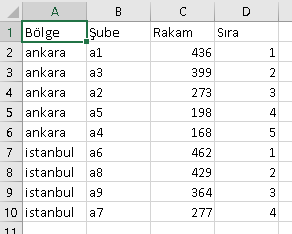 A B C D
1 Bölge Şube Rakam Sıra
2 ankara a1 436 1
3 ankara a3 399 2
4 ankara a2 273 3
5 ankara a5 198 4
6 ankara a4 168 5
7 istanbul a6 462 1
8 istanbul a8 429 2
9 istanbul a9 364 3
10 istanbul a7 277 4